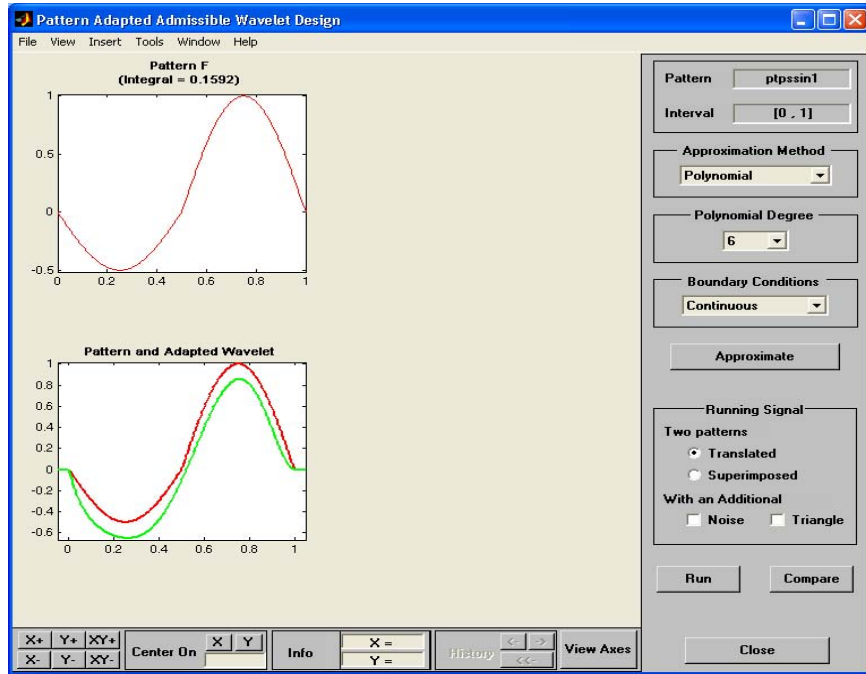 Pattern Adapted Admissible Wavelet Design
File View Insert Tools Window Help
Pattern F
(Integral = 0.1592)
1
0.5
0
-0.5
0 0.2 0.4 0.6 0.8 1
Pattern and Adapted Wavelet
1
0.8
0.6
0.4
0.2
0
-0.2
-0.4
-0.6
0 0.2 0.4 0.6 0.8 1
Pattern ptpssin1
Interval [0 , 1]
Approximation Method
Polynomial
Polynomial Degree
6
Boundary Conditions
Continuous
Approximate
Running Signal
Two patterns
Translated
Superimposed
With an Additional
Noise Triangle
Run Compare
X+ Y+ XY+
X- Y- XY-
Center On
X Y
Info
X =
Y =
History
<- ->
<<-
View Axes
Close